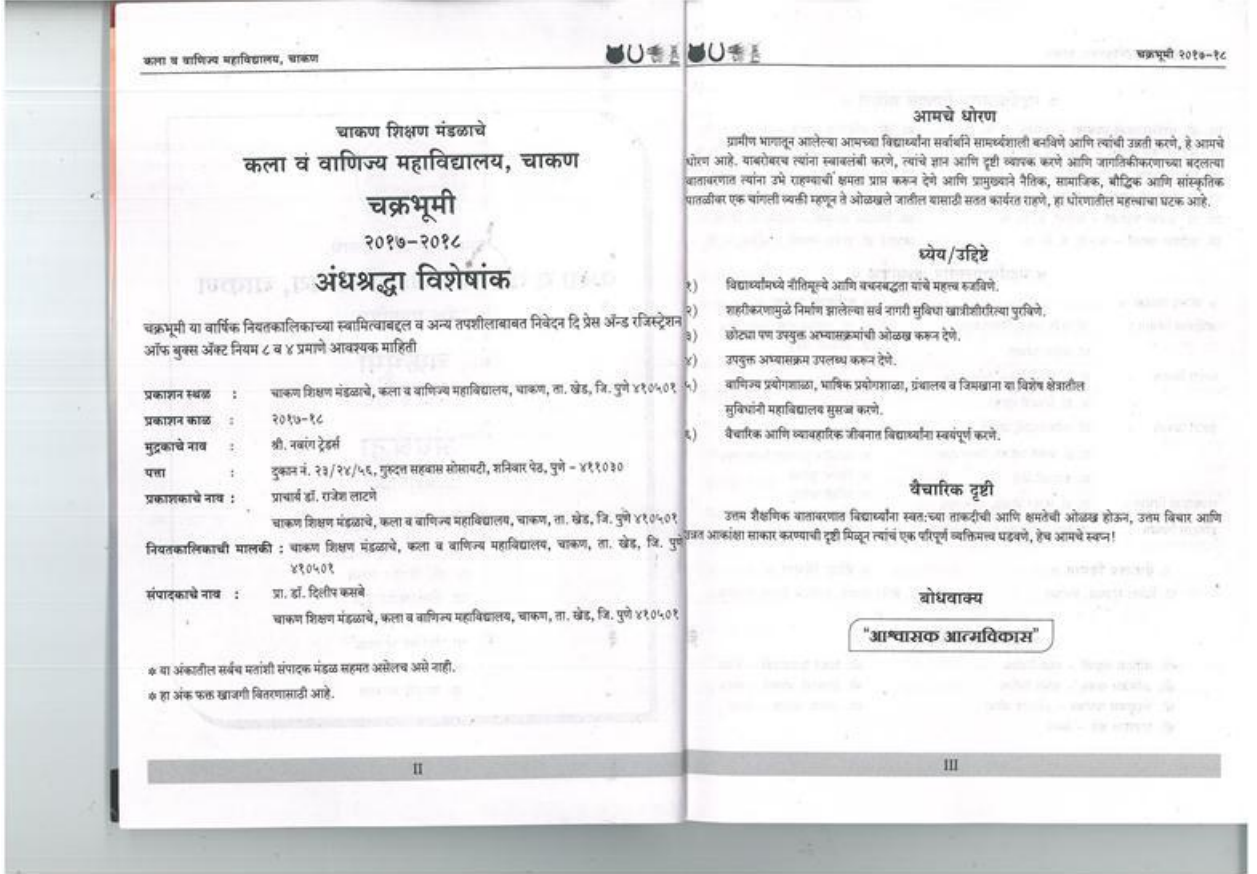 कला व वाणिज्य महाविद्यालय, चाकण
चाकण शिक्षण मंडळाचे
कला वं वाणिज्य महाविद्यालय, चाकण
चक्रभूमी
२०१७-२०१८
अंधश्रद्धा विशेषांक
चक्रभूमी या वार्षिक नियतकालिकाच्या स्वामित्वाबद्दल व अन्य तपशीलाबाबत निवेदन दि प्रेस अ‍ॅन्ड रजिस्ट्रेशन
ऑफ बुक्स अ‍ॅक्ट नियम ८ व ४ प्रमाणे आवश्यक माहिती
प्रकाशन स्थळ : चाकण शिक्षण मंडळाचे, कला व वाणिज्य महाविद्यालय, चाकण, ता. खेड, जि. पुणे ४१०५०१
प्रकाशन काळ : २०१७-१८
मुद्रकाचे नाव : श्री. नवरंग ट्रेडर्स
पत्ता : दुकान नं. २३/२४/५६, गुरुदत्त सहवास सोसायटी, शनिवार पेठ, पुणे - ४११०३०
प्रकाशकाचे नाव : प्राचार्य डॉ. राजेश लाटणे
चाकण शिक्षण मंडळाचे, कला व वाणिज्य महाविद्यालय, चाकण, ता. खेड, जि. पुणे ४१०५०१
नियतकालिकाची मालकी : चाकण शिक्षण मंडळाचे, कला व वाणिज्य महाविद्यालय, चाकण, ता. खेड, जि. पुणे
४१०५०१
संपादकाचे नाव : प्रा. डॉ. दिलीप कसबे
चाकण शिक्षण मंडळाचे, कला व वाणिज्य महाविद्यालय, चाकण, ता. खेड, जि. पुणे ४१०५०१
* या अंकातील सर्वच मतांशी संपादक मंडळ सहमत असेलच असे नाही.
* हा अंक फक्त खाजगी वितरणासाठी आहे.
II
चक्रभूमी २०१७-१८
आमचे धोरण
ग्रामीण भागातून आलेल्या आमच्या विद्यार्थ्यांना सर्वार्थाने सामर्थ्यशाली बनविणे आणि त्यांची उन्नती करणे, हे आमचे
धोरण आहे. याबरोबरच त्यांना स्वावलंबी करणे, त्यांचे ज्ञान आणि दृष्टी व्यापक करणे आणि जागतिकीकरणाच्या बदलत्या
वातावरणात त्यांना उभे राहण्याची क्षमता प्राप्त करून देणे आणि प्रामुख्याने नैतिक, सामाजिक, बौद्धिक आणि सांस्कृतिक
पातळीवर एक चांगली व्यक्ती म्हणून ते ओळखले जातील यासाठी सतत कार्यरत राहणे, हा धोरणातील महत्त्वाचा घटक आहे.
ध्येय/उद्दिष्टे
१) विद्यार्थ्यांमध्ये नीतिमूल्ये आणि वचनबद्धता यांचे महत्त्व रुजविणे.
२) शहरीकरणामुळे निर्माण झालेल्या सर्व नागरी सुविधा खात्रीशीररित्या पुरविणे.
३) छोट्या पण उपयुक्त अभ्यासक्रमांची ओळख करून देणे.
४) उपयुक्त अभ्यासक्रम उपलब्ध करून देणे.
५) वाणिज्य प्रयोगशाळा, भाषिक प्रयोगशाळा, ग्रंथालय व जिमखाना या विशेष क्षेत्रातील
सुविधांनी महाविद्यालय सुसज्ज करणे.
६) वैचारिक आणि व्यावहारिक जीवनात विद्यार्थ्यांना स्वयंपूर्ण करणे.
वैचारिक दृष्टी
उत्तम शैक्षणिक वातावरणात विद्यार्थ्यांना स्वत:च्या ताकदीची आणि क्षमतेची ओळख होऊन, उत्तम विचार आणि
उन्नत आकांक्षा साकार करण्याची दृष्टी मिळून त्यांचं एक परिपूर्ण व्यक्तिमत्त्व घडवणे, हेच आमचे स्वप्न!
बोधवाक्य
"आश्वासक आत्मविकास"
III